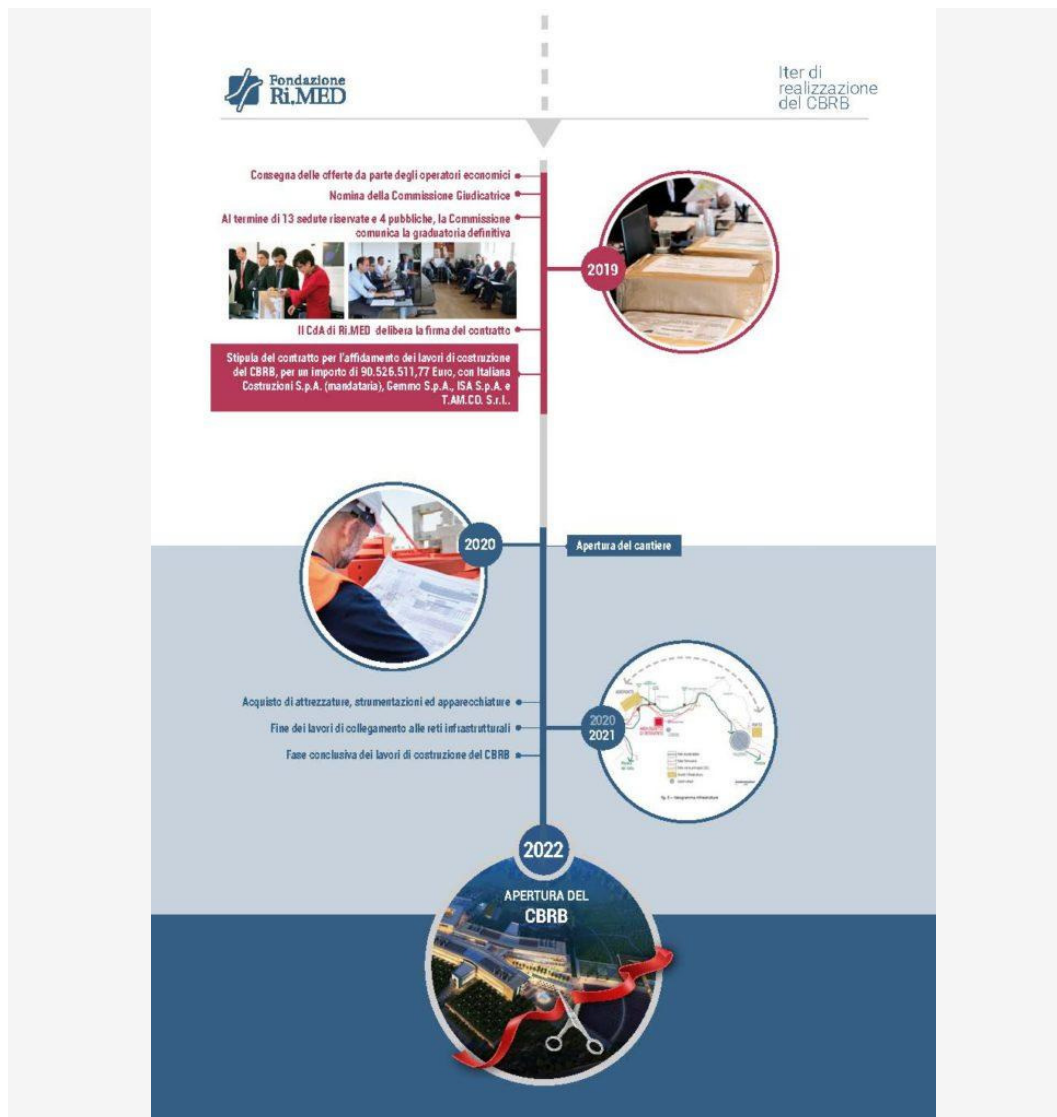 Fondazione
Ri.MED
Iter di
realizzazione
del CBRB
Consegna delle offerte da parte degli operatori economici
Nomina della Commissione Giudicatrice
Al termine di 13 sedute riservate e 4 pubbliche, la Commissione
comunica la graduatoria definitiva
2019
Il CdA di Ri.MED delibera la firma del contratto
Stipula del contratto per l'affidamento dei lavori di costruzione
del CBRB, per un importo di 90.526.511,77 Euro, con Italiana
Costruzioni S.p.A. (mandataria), Gemmo S.p.A., ISA S.p.A. e
T.AM.CO. S.r.l..
2020
Apertura del cantiere
Acquisto di attrezzature, strumentazioni ed apparecchiature
Fine dei lavori di collegamento alle reti infrastrutturali
Fase conclusiva dei lavori di costruzione del CBRB
2020
2021
2022
APERTURA DEL
CBRB